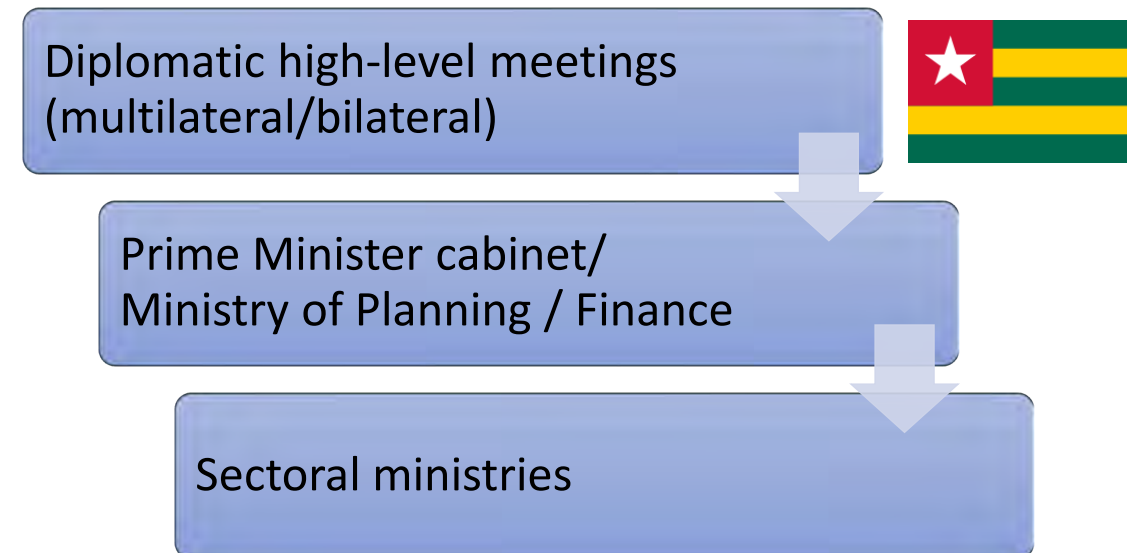 Diplomatic high-level meetings
(multilateral/bilateral)
Prime Minister cabinet/
Ministry of Planning / Finance
Sectoral ministries